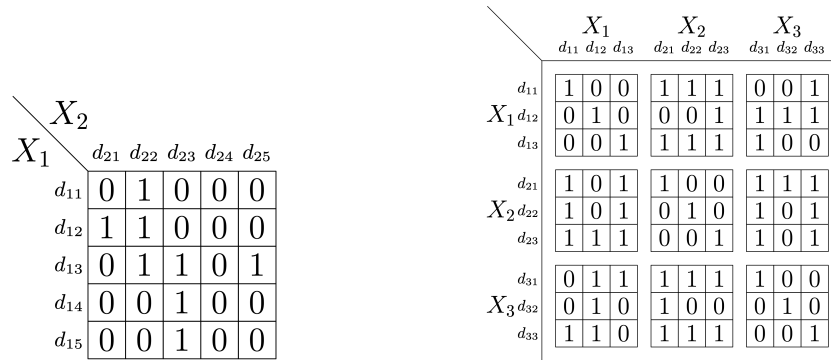 X₂
X₁ d₂₁ d₂₂ d₂₃ d₂₄ d₂₅
d₁₁ 0 1 0 0 0
d₁₂ 1 1 0 0 0
d₁₃ 0 1 1 0 1
d₁₄ 0 0 1 0 0
d₁₅ 0 0 1 0 0
X₁ X₂ X₃
d₁₁ d₁₂ d₁₃ d₂₁ d₂₂ d₂₃ d₃₁ d₃₂ d₃₃
d₁₁ 1 0 0 1 1 1 0 0 1
X₁ d₁₂ 0 1 0 0 0 1 1 1 1
d₁₃ 0 0 1 1 1 1 1 0 0
d₂₁ 1 0 1 1 0 0 1 1 1
X₂ d₂₂ 1 0 1 0 1 0 1 0 1
d₂₃ 1 1 1 0 0 1 1 0 1
d₃₁ 0 1 1 1 1 1 1 0 0
X₃ d₃₂ 0 1 0 1 0 0 0 1 0
d₃₃ 1 1 0 1 1 1 0 0 1